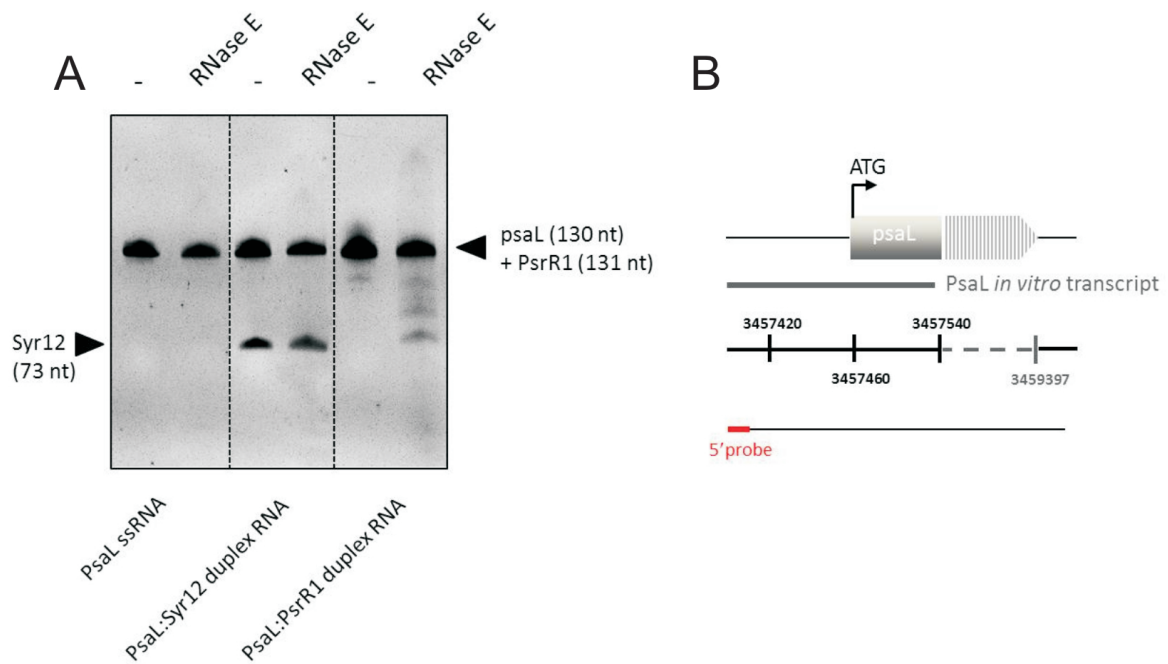 A
-
RNase E
-
RNase E
-
RNase E
psaL (130 nt)
+ PsrR1 (131 nt)
Syr12
(73 nt)
PsaL ssRNA
PsaL:Syr12 duplex RNA
PsaL:PsrR1 duplex RNA
B
ATG
psaL
PsaL in vitro transcript
3457420
3457540
3457460
3459397
5'probe